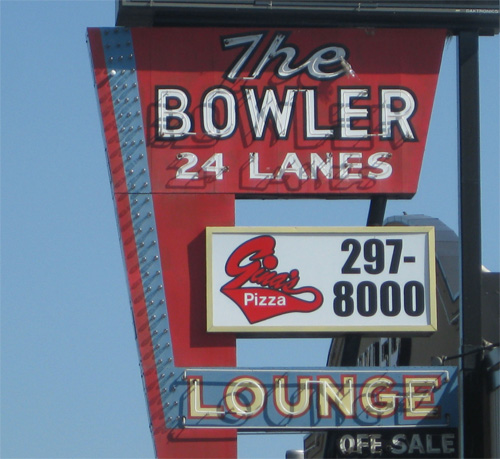 The
BOWLER
24 LANES
Gina's
Pizza
297-
8000
LOUNGE
OFF SALE